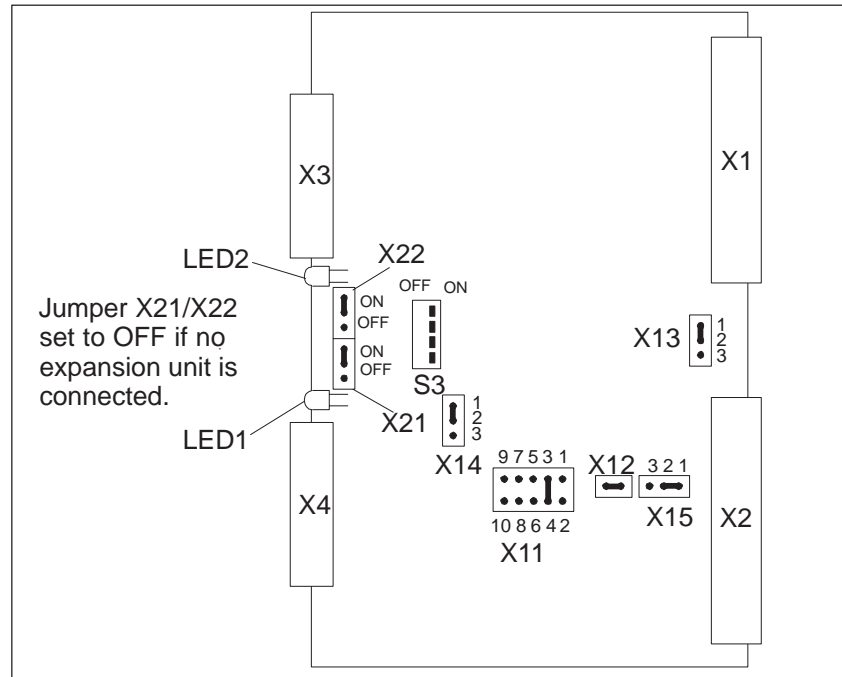 X3
X1
LED2
X22
OFF ON
ON
OFF
Jumper X21/X22
set to OFF if no
expansion unit is
connected.
ON
OFF
S3
X13
1
2
3
LED1
X21
1
2
3
X14
9 7 5 3 1
X12
3 2 1
X4
X15
X2
10 8 6 4 2
X11